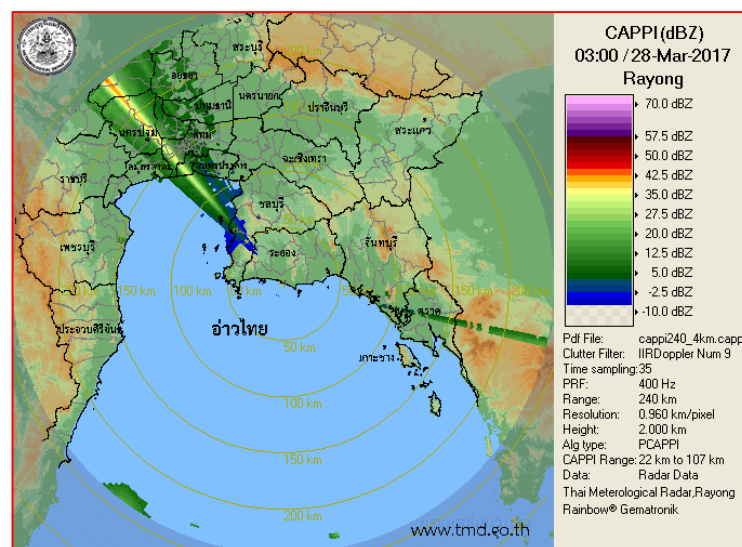 CAPPI (dBZ)
03:00 / 28-Mar-2017
Rayong
70.0 dBZ
57.5 dBZ
50.0 dBZ
42.5 dBZ
35.0 dBZ
27.5 dBZ
20.0 dBZ
12.5 dBZ
5.0 dBZ
-2.5 dBZ
-10.0 dBZ
Pdf File: cappi240_4km.capp
Clutter Filter: IIRDoppler Num 9
Time sampling:35
PRF: 400 Hz
Range: 240 km
Resolution: 0.960 km/pixel
Height: 2.000 km
Alg type: PCAPPI
CAPPI Range: 22 km to 107 km
Data: Radar Data
Thai Meterological Radar,Rayong
Rainbow® Gematronik
สระบุรี
อยุธยา
ปทุมธานี
นครนายก
ปราจีนบุรี
นครปฐม
กทม
สระแก้ว
ฉะเชิงเทรา
ราชบุรี
ชลบุรี
เพชรบุรี
ระยอง
จันทบุรี
150 km
100 km
ตราด
ประจวบคีรีขันธ์
อ่าวไทย
เกาะช้าง
50 km
100 km
150 km
200 km
www.tmd.go.th